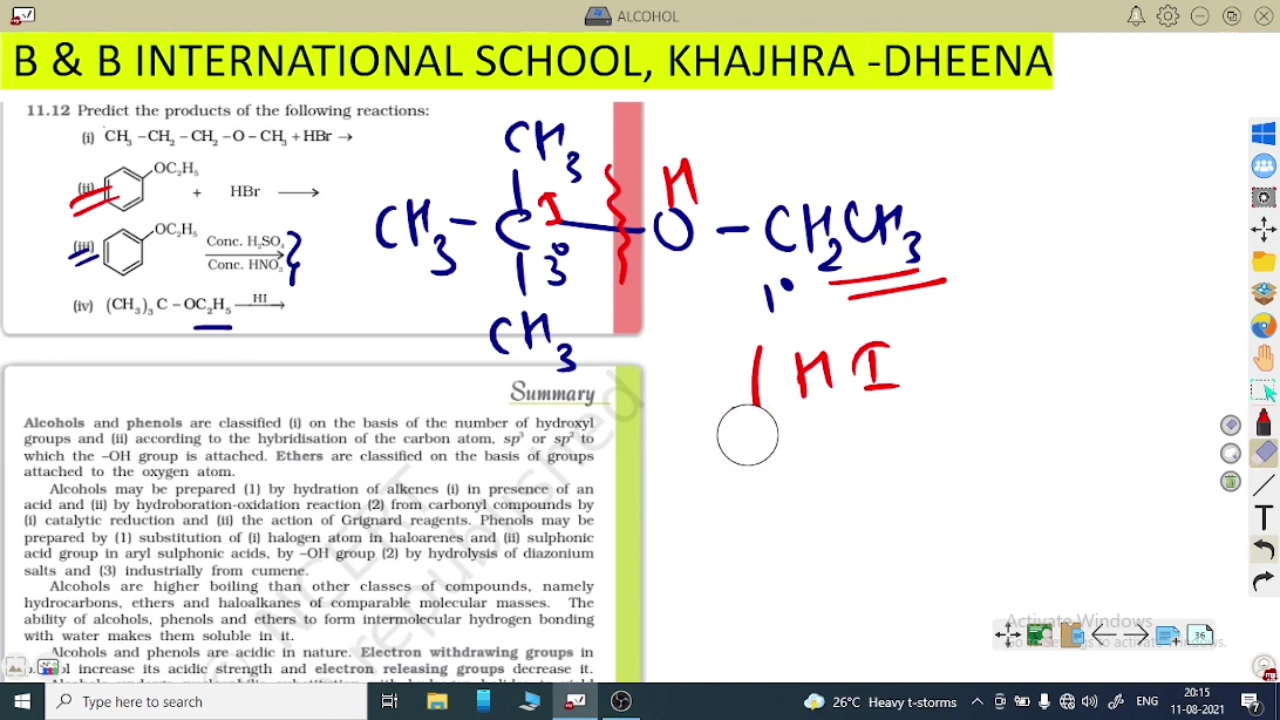 ALCOHOL
B & B INTERNATIONAL SCHOOL, KHAJHRA -DHEENA
11.12 Predict the products of the following reactions:
(i) CH₃ – CH₂ – CH₂ – O – CH₃ + HBr →
(ii) OC₂H₅ + HBr →
(iii) OC₂H₅ Conc. H₂SO₄ Conc. HNO₃
(iv) (CH₃)₃ C – OC₂H₅ HI →
CH₃
CH₃ – C – O – CH₂CH₃
I H
3° 1°
CH₃
H I
Summary
Alcohols and phenols are classified (i) on the basis of the number of hydroxyl
groups and (ii) according to the hybridisation of the carbon atom, sp³ or sp² to
which the –OH group is attached. Ethers are classified on the basis of groups
attached to the oxygen atom.
Alcohols may be prepared (1) by hydration of alkenes (i) in presence of an
acid and (ii) by hydroboration-oxidation reaction (2) from carbonyl compounds by
(i) catalytic reduction and (ii) the action of Grignard reagents. Phenols may be
prepared by (1) substitution of (i) halogen atom in haloarenes and (ii) sulphonic
acid group in aryl sulphonic acids, by –OH group (2) by hydrolysis of diazonium
salts and (3) industrially from cumene.
Alcohols are higher boiling than other classes of compounds, namely
hydrocarbons, ethers and haloalkanes of comparable molecular masses. The
ability of alcohols, phenols and ethers to form intermolecular hydrogen bonding
with water makes them soluble in it.
Alcohols and phenols are acidic in nature. Electron withdrawing groups in
increase its acidic strength and electron releasing groups decrease it.
Activate Windows
36
Type here to search
26°C Heavy t-storms
ENG
20:15
11-08-2021